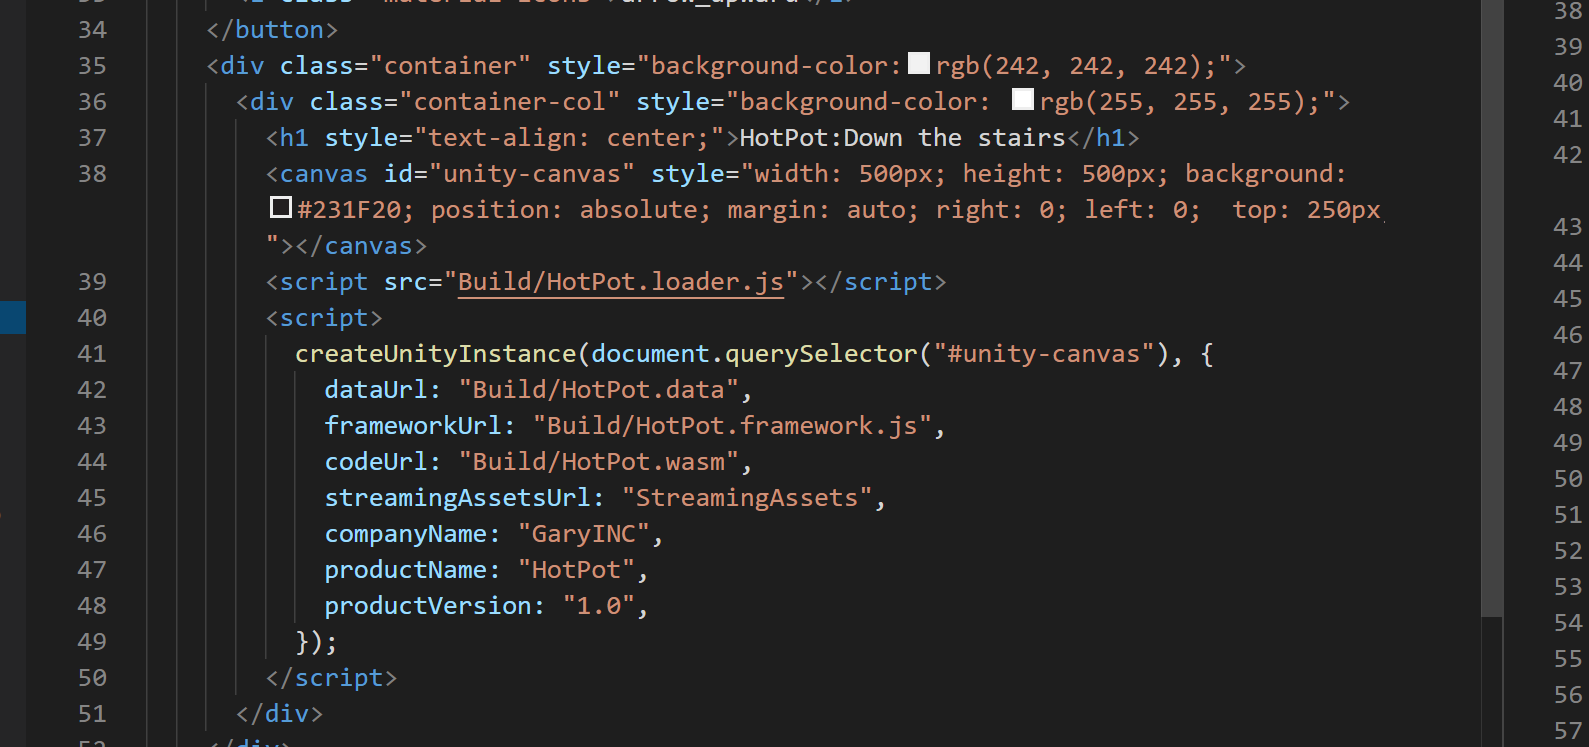 34 </button>
35 <div class="container" style="background-color: rgb(242, 242, 242);">
36 <div class="container-col" style="background-color: rgb(255, 255, 255);">
37 <h1 style="text-align: center;">HotPot:Down the stairs</h1>
38 <canvas id="unity-canvas" style="width: 500px; height: 500px; background:
#231F20; position: absolute; margin: auto; right: 0; left: 0;  top: 250px
"></canvas>
39 <script src="Build/HotPot.loader.js"></script>
40 <script>
41 createUnityInstance(document.querySelector("#unity-canvas"), {
42 dataUrl: "Build/HotPot.data",
43 frameworkUrl: "Build/HotPot.framework.js",
44 codeUrl: "Build/HotPot.wasm",
45 streamingAssetsUrl: "StreamingAssets",
46 companyName: "GaryINC",
47 productName: "HotPot",
48 productVersion: "1.0",
49 });
50 </script>
51 </div>
</div>
38
39
40
41
42
43
44
45
46
47
48
49
50
51
52
53
54
55
56
57